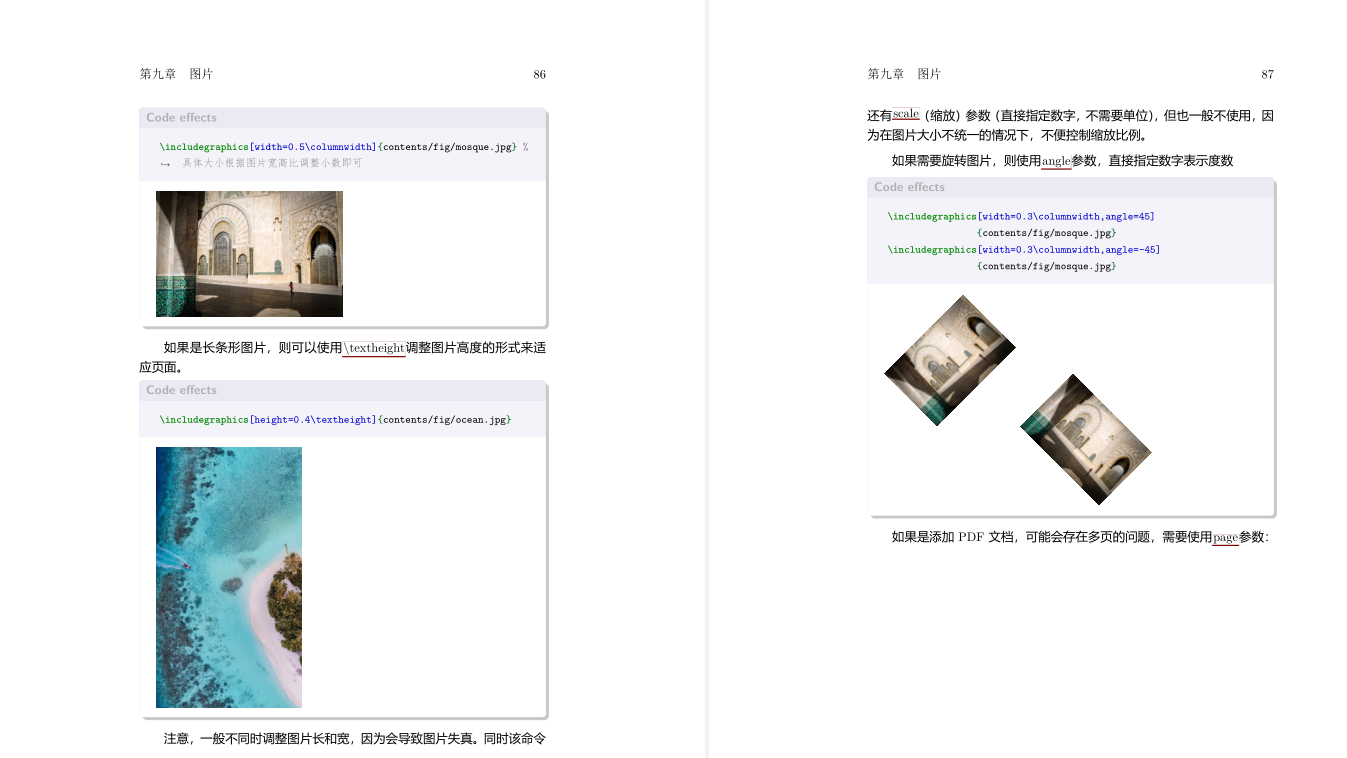 第九章 图片 86
Code effects
\includegraphics[width=0.5\columnwidth]{contents/fig/mosque.jpg} %
↪ 具体大小根据图片宽高比调整小数即可
如果是长条形图片，则可以使用\textheight调整图片高度的形式来适
应页面。
Code effects
\includegraphics[height=0.4\textheight]{contents/fig/ocean.jpg}
注意，一般不同时调整图片长和宽，因为会导致图片失真。同时该命令
第九章 图片 87
还有scale（缩放）参数（直接指定数字，不需要单位），但也一般不使用，因
为在图片大小不统一的情况下，不便控制缩放比例。
如果需要旋转图片，则使用angle参数，直接指定数字表示度数
Code effects
\includegraphics[width=0.3\columnwidth,angle=45]
{contents/fig/mosque.jpg}
\includegraphics[width=0.3\columnwidth,angle=-45]
{contents/fig/mosque.jpg}
如果是添加 PDF 文档，可能会存在多页的问题，需要使用page参数：